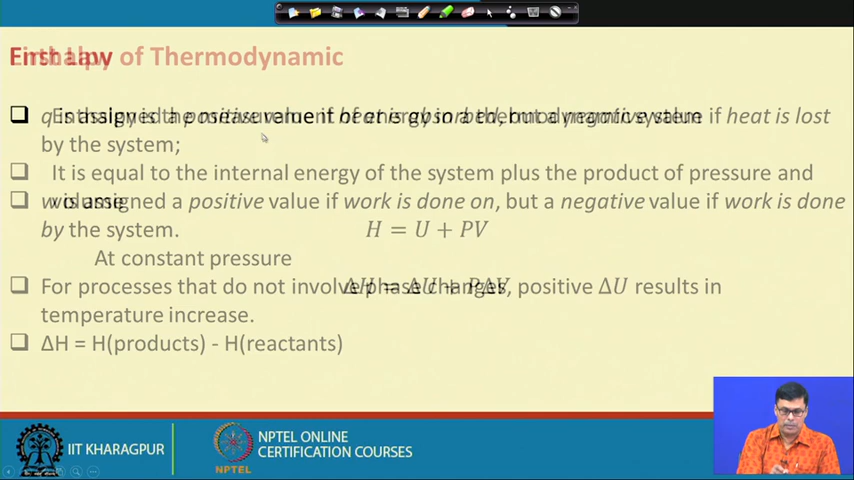 First Law of Thermodynamic
Enthalpy
q is assigned a positive value if heat is absorbed, but a negative value if heat is lost
by the system;
Enthalpy is the measurement of energy in a thermodynamic system
It is equal to the internal energy of the system plus the product of pressure and
volume
w is assigned a positive value if work is done on, but a negative value if work is done
by the system.
H = U + PV
At constant pressure
For processes that do not involve phase changes, positive ΔU results in
temperature increase.
ΔH = ΔU + PΔV
ΔH = H(products) - H(reactants)
IIT KHARAGPUR
NPTEL
NPTEL ONLINE
CERTIFICATION COURSES